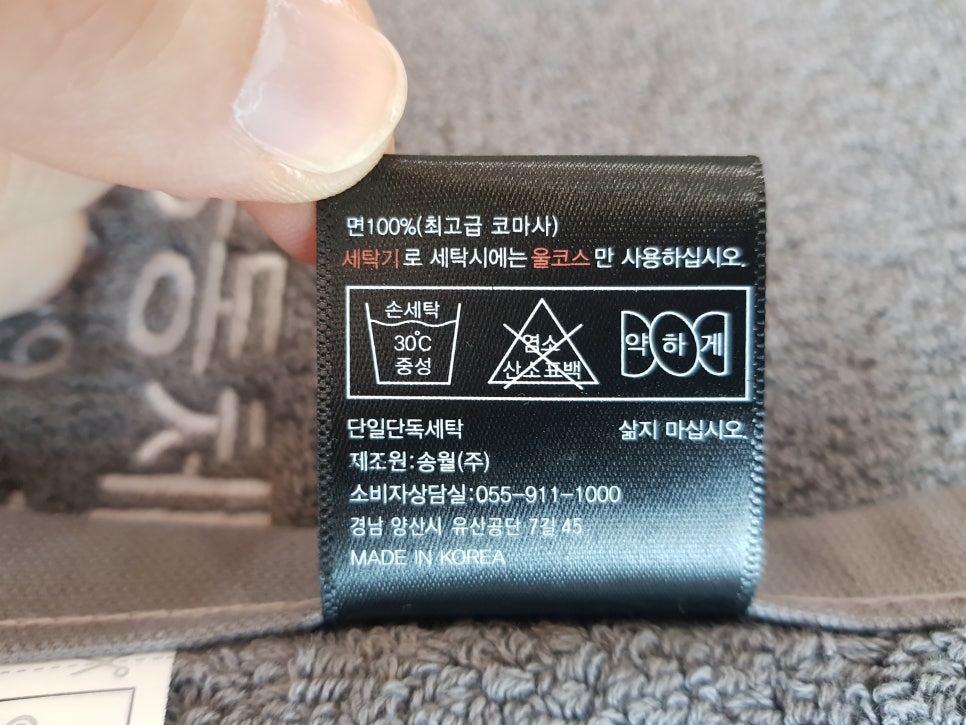 면100%(최고급 코마사)
세탁기로 세탁시에는 울코스만 사용하십시오.
손세탁
30℃
중성
염소
산소표백
약하게
단일단독세탁 삶지 마십시오
제조원:송월(주)
소비자상담실:055-911-1000
경남 양산시 유산공단 7길 45
MADE IN KOREA